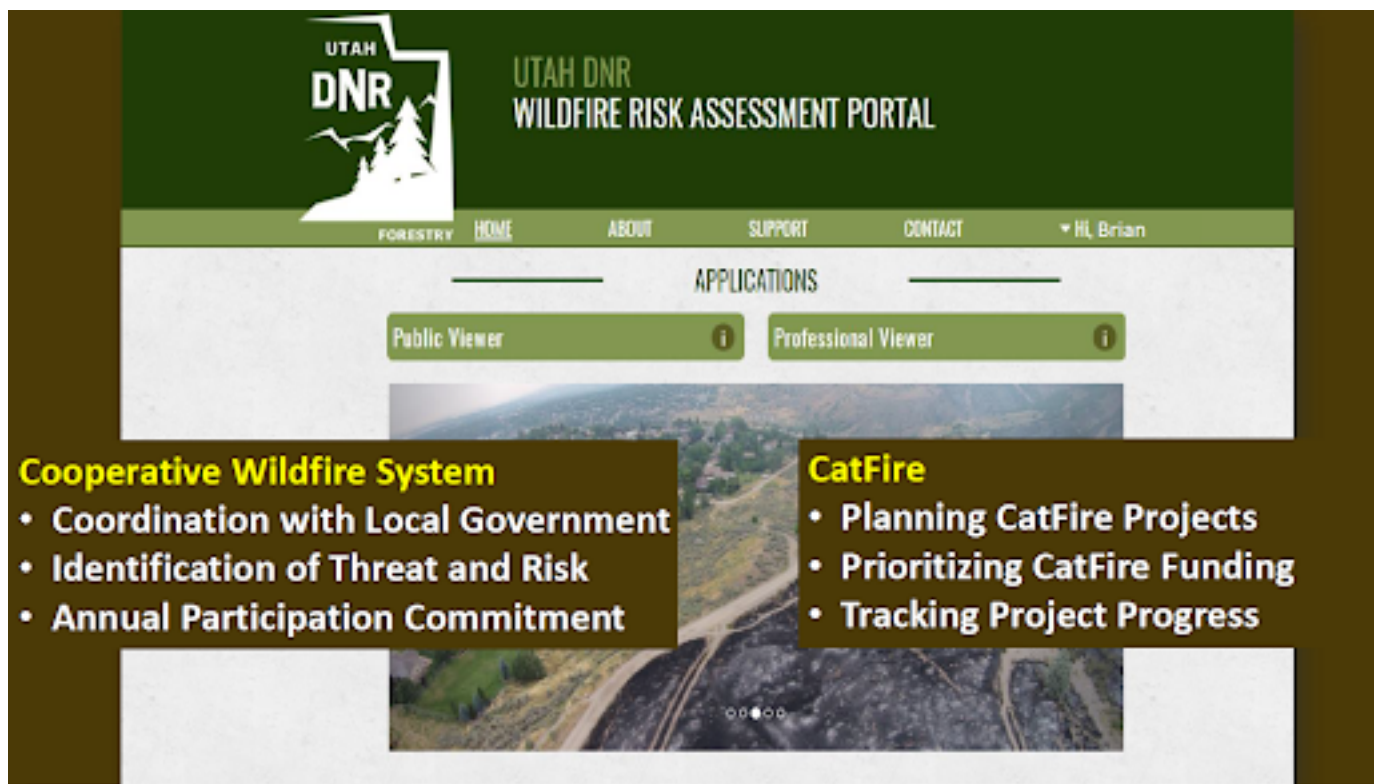 UTAH
DNR
FORESTRY
UTAH DNR
WILDFIRE RISK ASSESSMENT PORTAL
HOME
ABOUT
SUPPORT
CONTACT
Hi, Brian
APPLICATIONS
Public Viewer
i
Professional Viewer
i
Cooperative Wildfire System
• Coordination with Local Government
• Identification of Threat and Risk
• Annual Participation Commitment
CatFire
• Planning CatFire Projects
• Prioritizing CatFire Funding
• Tracking Project Progress